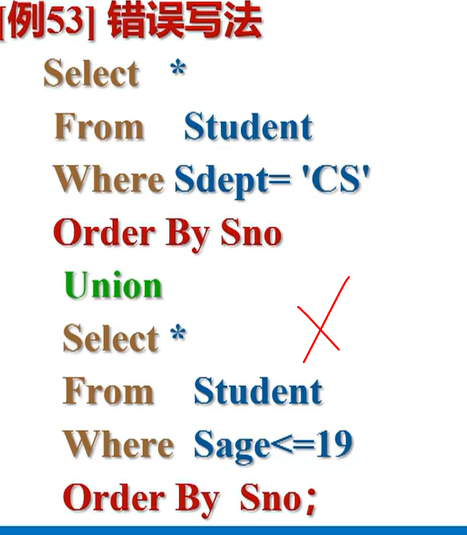 [例53] 错误写法
Select *
From Student
Where Sdept= 'CS'
Order By Sno
Union
Select *
From Student
Where Sage<=19
Order By Sno;